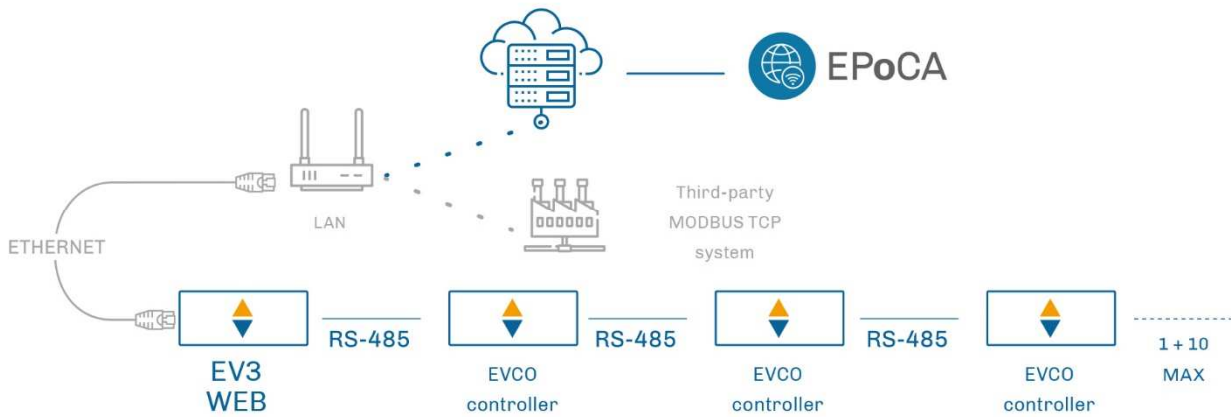 EPoCA
LAN
Third-party
MODBUS TCP
system
ETHERNET
RS-485
RS-485
RS-485
EV3
WEB
EVCO
controller
EVCO
controller
EVCO
controller
1 + 10
MAX